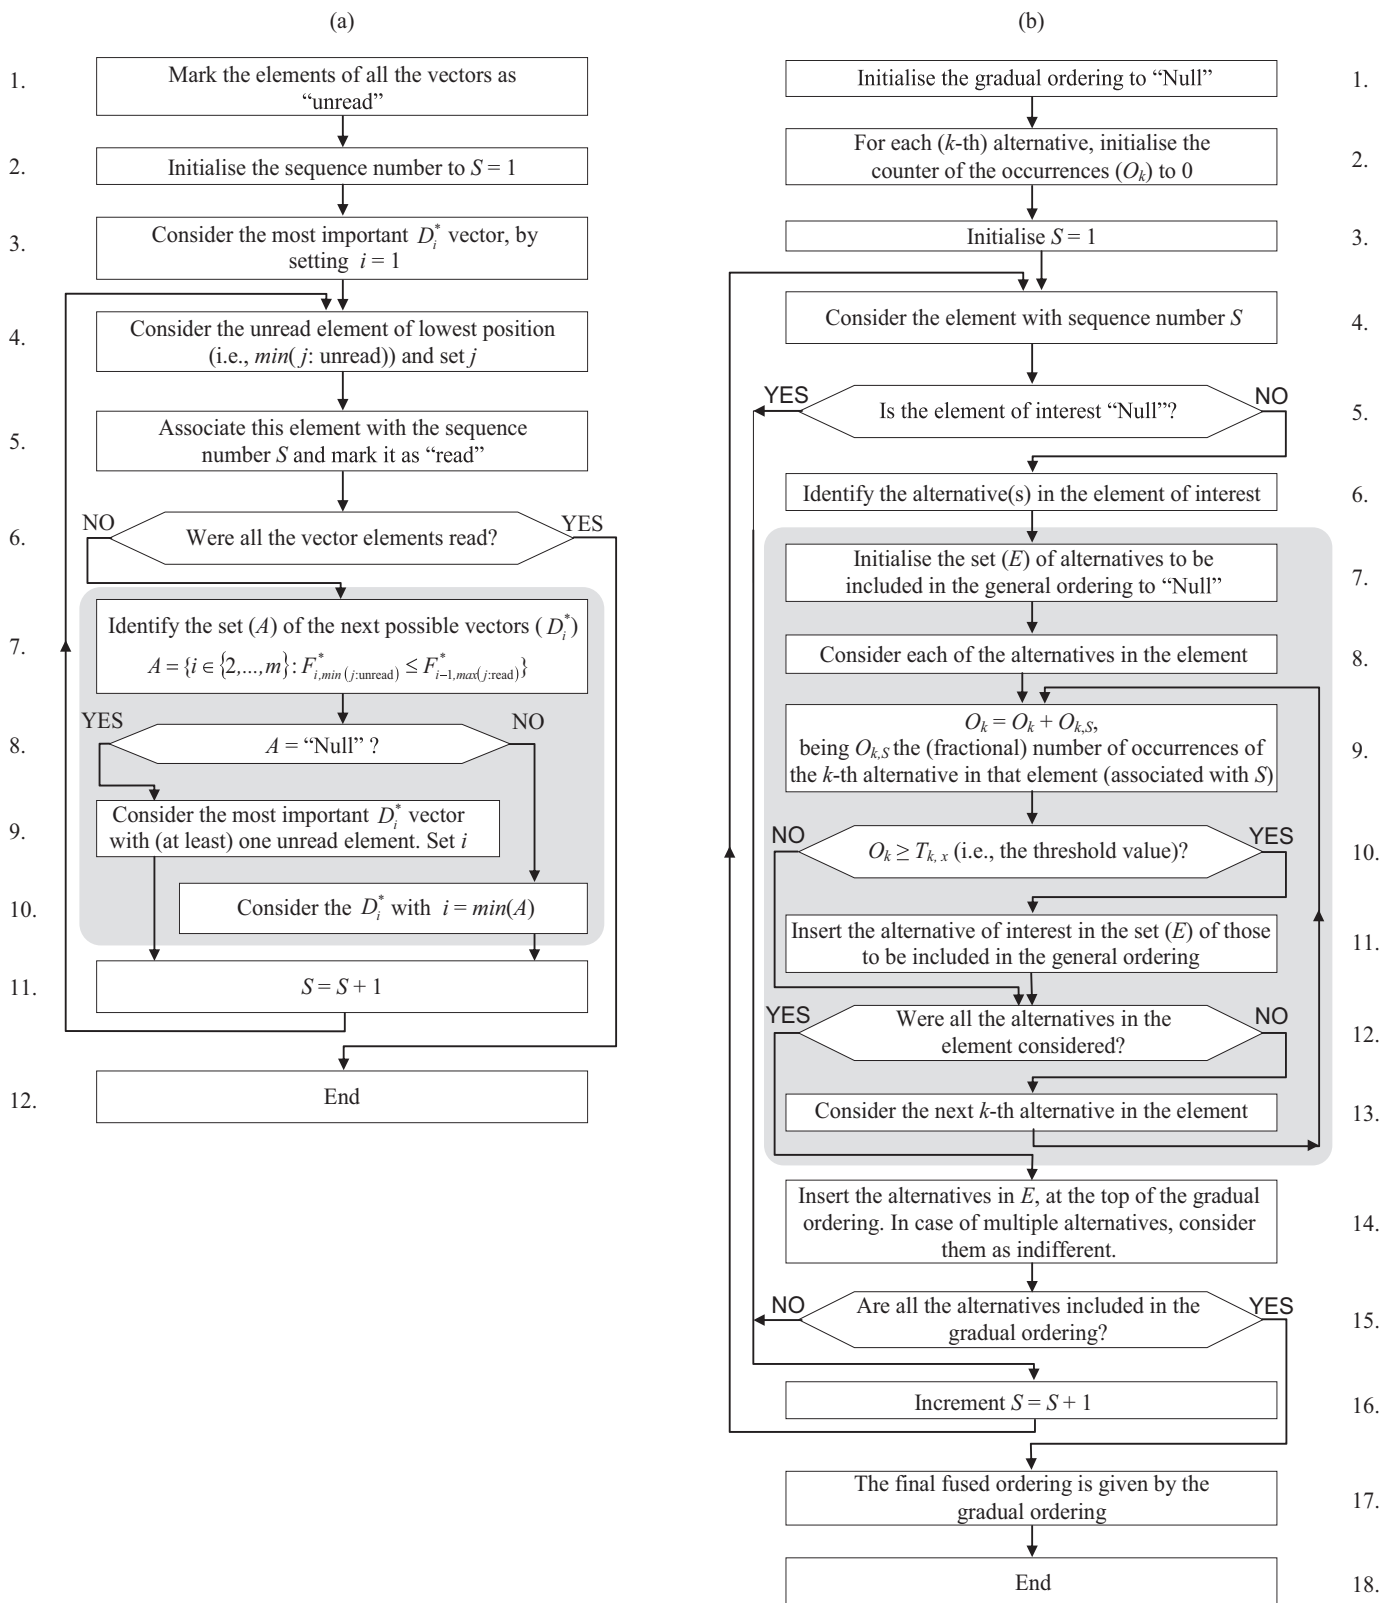 (a)
1.
Mark the elements of all the vectors as
“unread”
2.
Initialise the sequence number to S = 1
3.
Consider the most important D*i vector, by
setting i = 1
4.
Consider the unread element of lowest position
(i.e., min( j: unread)) and set j
5.
Associate this element with the sequence
number S and mark it as “read”
6.
NO
Were all the vector elements read?
YES
7.
Identify the set (A) of the next possible vectors ( D*i )
A = {i ∈ {2,...,m}: F*i,min(j:unread) ≤ F*i−1,max(j:read)}
8.
YES
A = “Null” ?
NO
9.
Consider the most important D*i vector
with (at least) one unread element. Set i
10.
Consider the D*i with i = min(A)
11.
S = S + 1
12.
End
(b)
Initialise the gradual ordering to “Null”
1.
For each (k-th) alternative, initialise the
counter of the occurrences (Ok) to 0
2.
Initialise S = 1
3.
Consider the element with sequence number S
4.
YES
Is the element of interest “Null”?
NO
5.
Identify the alternative(s) in the element of interest
6.
Initialise the set (E) of alternatives to be
included in the general ordering to “Null”
7.
Consider each of the alternatives in the element
8.
Ok = Ok + Ok,S,
being Ok,S the (fractional) number of occurrences of
the k-th alternative in that element (associated with S)
9.
NO
Ok ≥ Tk, x (i.e., the threshold value)?
YES
10.
Insert the alternative of interest in the set (E) of those
to be included in the general ordering
11.
YES
Were all the alternatives in the
element considered?
NO
12.
Consider the next k-th alternative in the element
13.
Insert the alternatives in E, at the top of the gradual
ordering. In case of multiple alternatives, consider
them as indifferent.
14.
NO
Are all the alternatives included in the
gradual ordering?
YES
15.
Increment S = S + 1
16.
The final fused ordering is given by the
gradual ordering
17.
End
18.